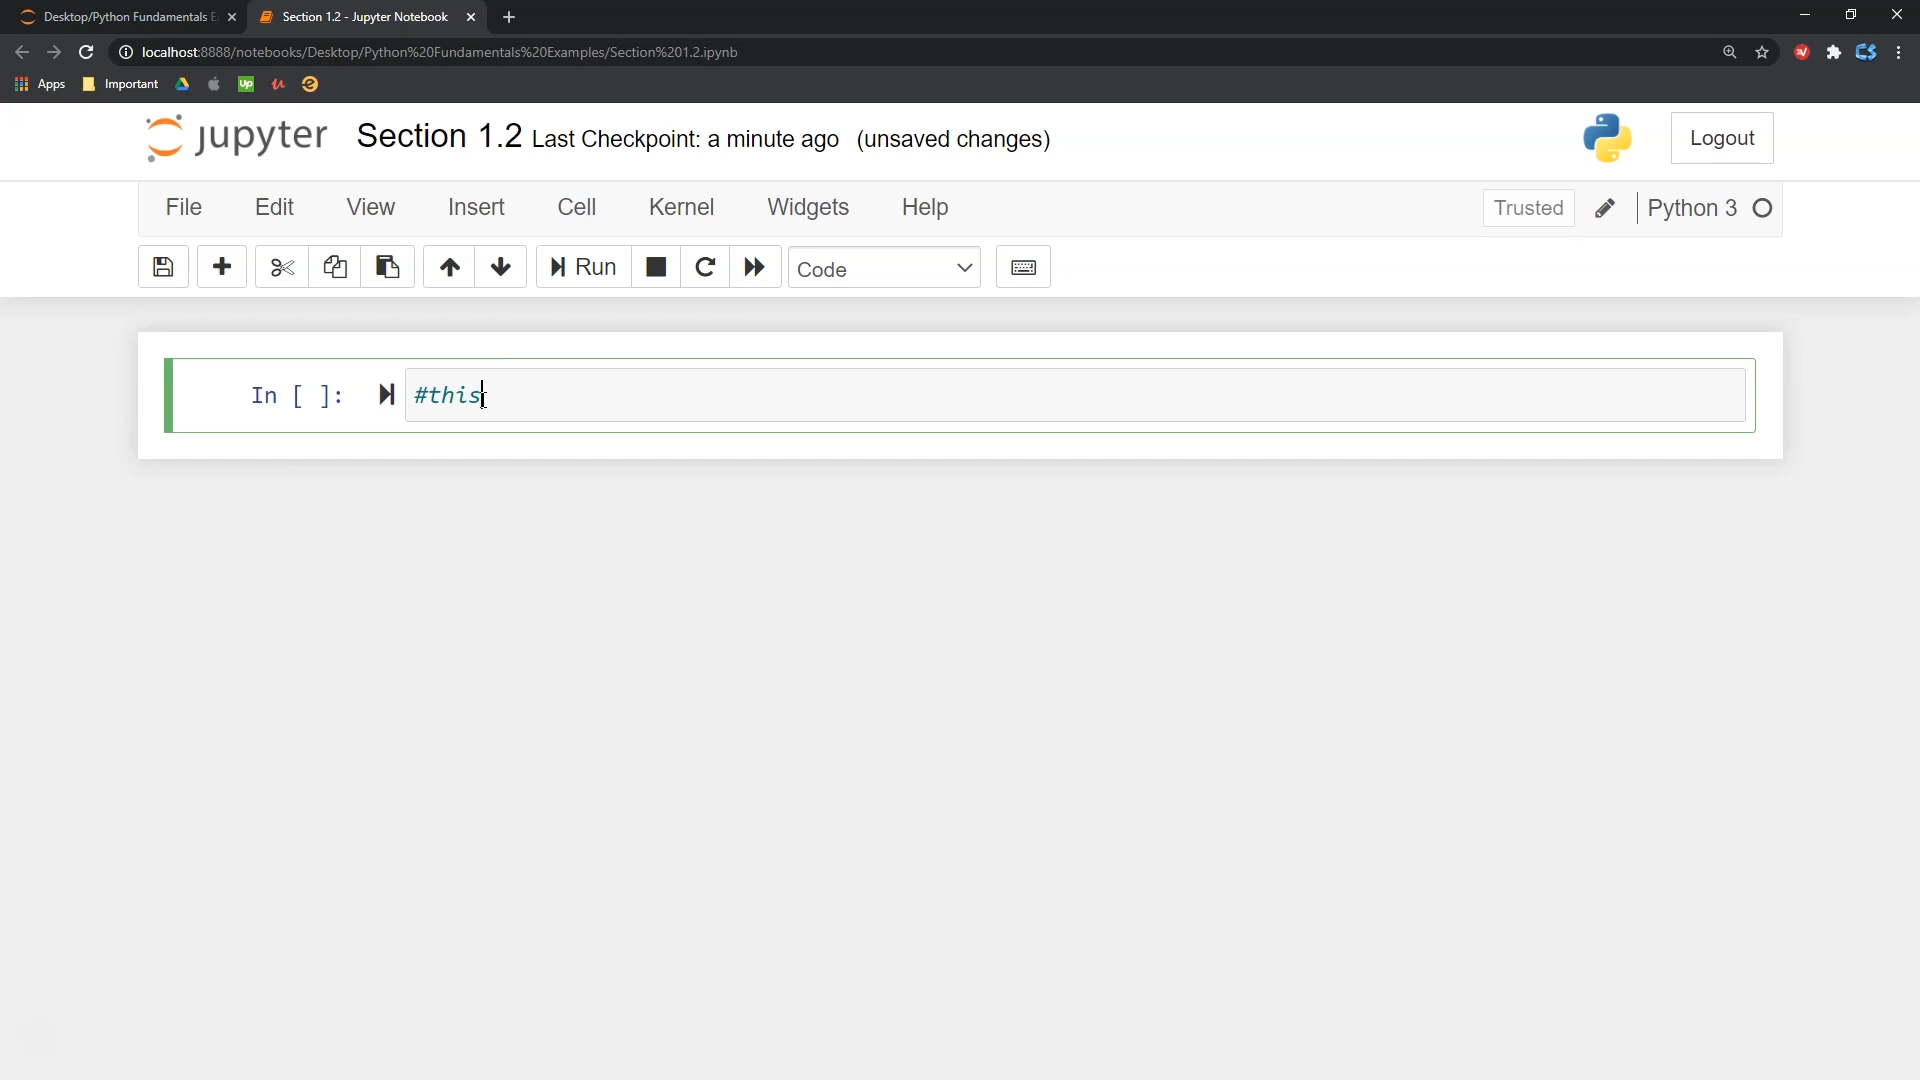 Desktop/Python Fundamentals E
Section 1.2 - Jupyter Notebook
localhost:8888/notebooks/Desktop/Python%20Fundamentals%20Examples/Section%201.2.ipynb
Apps
Important
up
jupyter
Section 1.2 Last Checkpoint: a minute ago (unsaved changes)
Logout
File Edit View Insert Cell Kernel Widgets Help
Trusted
Python 3
Run
Code
In [ ]:
#this